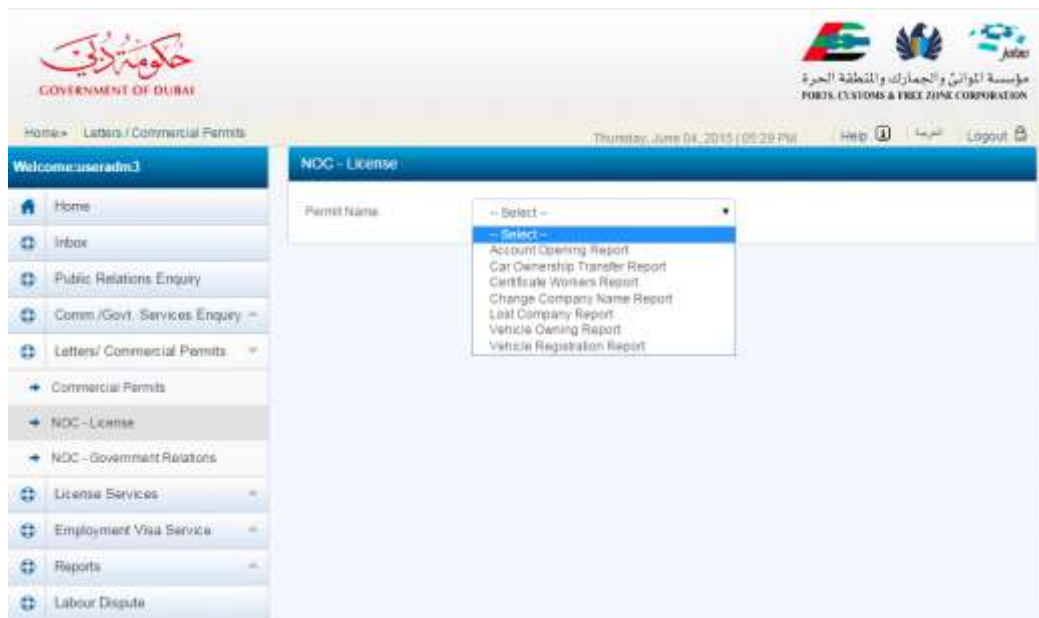 حكومة دبي
GOVERNMENT OF DUBAI
Jafza
مؤسسة الموانئ والجمارك والمنطقة الحرة
PORTS, CUSTOMS & FREE ZONE CORPORATION
Home» Letters / Commercial Permits
Thursday, June 04, 2015 | 05:29 PM
Help
العربية
Logout
Welcome:useradm3
NOC - License
Home
Permit Name
-- Select --
Inbox
-- Select --
Account Opening Report
Car Ownership Transfer Report
Certificate Workers Report
Change Company Name Report
Lost Company Report
Vehicle Owning Report
Vehicle Registration Report
Public Relations Enquiry
Comm /Govt. Services Enquiry
Letters/ Commercial Permits
Commercial Permits
NOC - License
NOC - Government Relations
License Services
Employment Visa Service
Reports
Labour Dispute